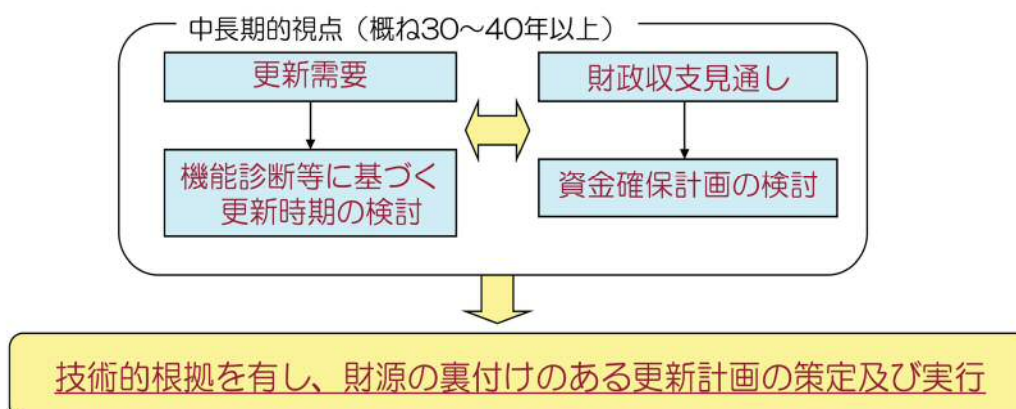 中長期的視点（概ね30～40年以上）
更新需要
機能診断等に基づく
更新時期の検討
財政収支見通し
資金確保計画の検討
技術的根拠を有し、財源の裏付けのある更新計画の策定及び実行